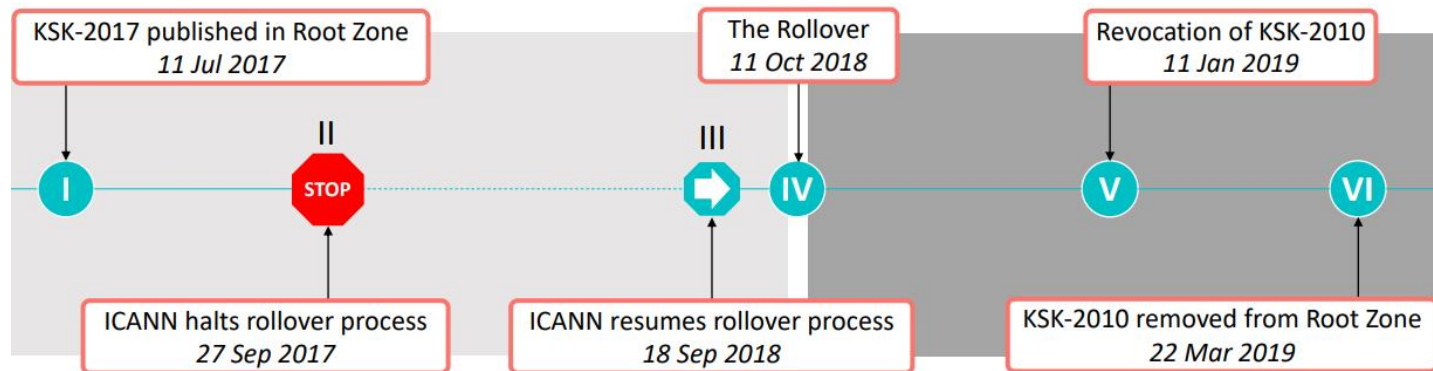 KSK-2017 published in Root Zone
11 Jul 2017
The Rollover
11 Oct 2018
Revocation of KSK-2010
11 Jan 2019
II
III
I
STOP
IV
V
VI
ICANN halts rollover process
27 Sep 2017
ICANN resumes rollover process
18 Sep 2018
KSK-2010 removed from Root Zone
22 Mar 2019